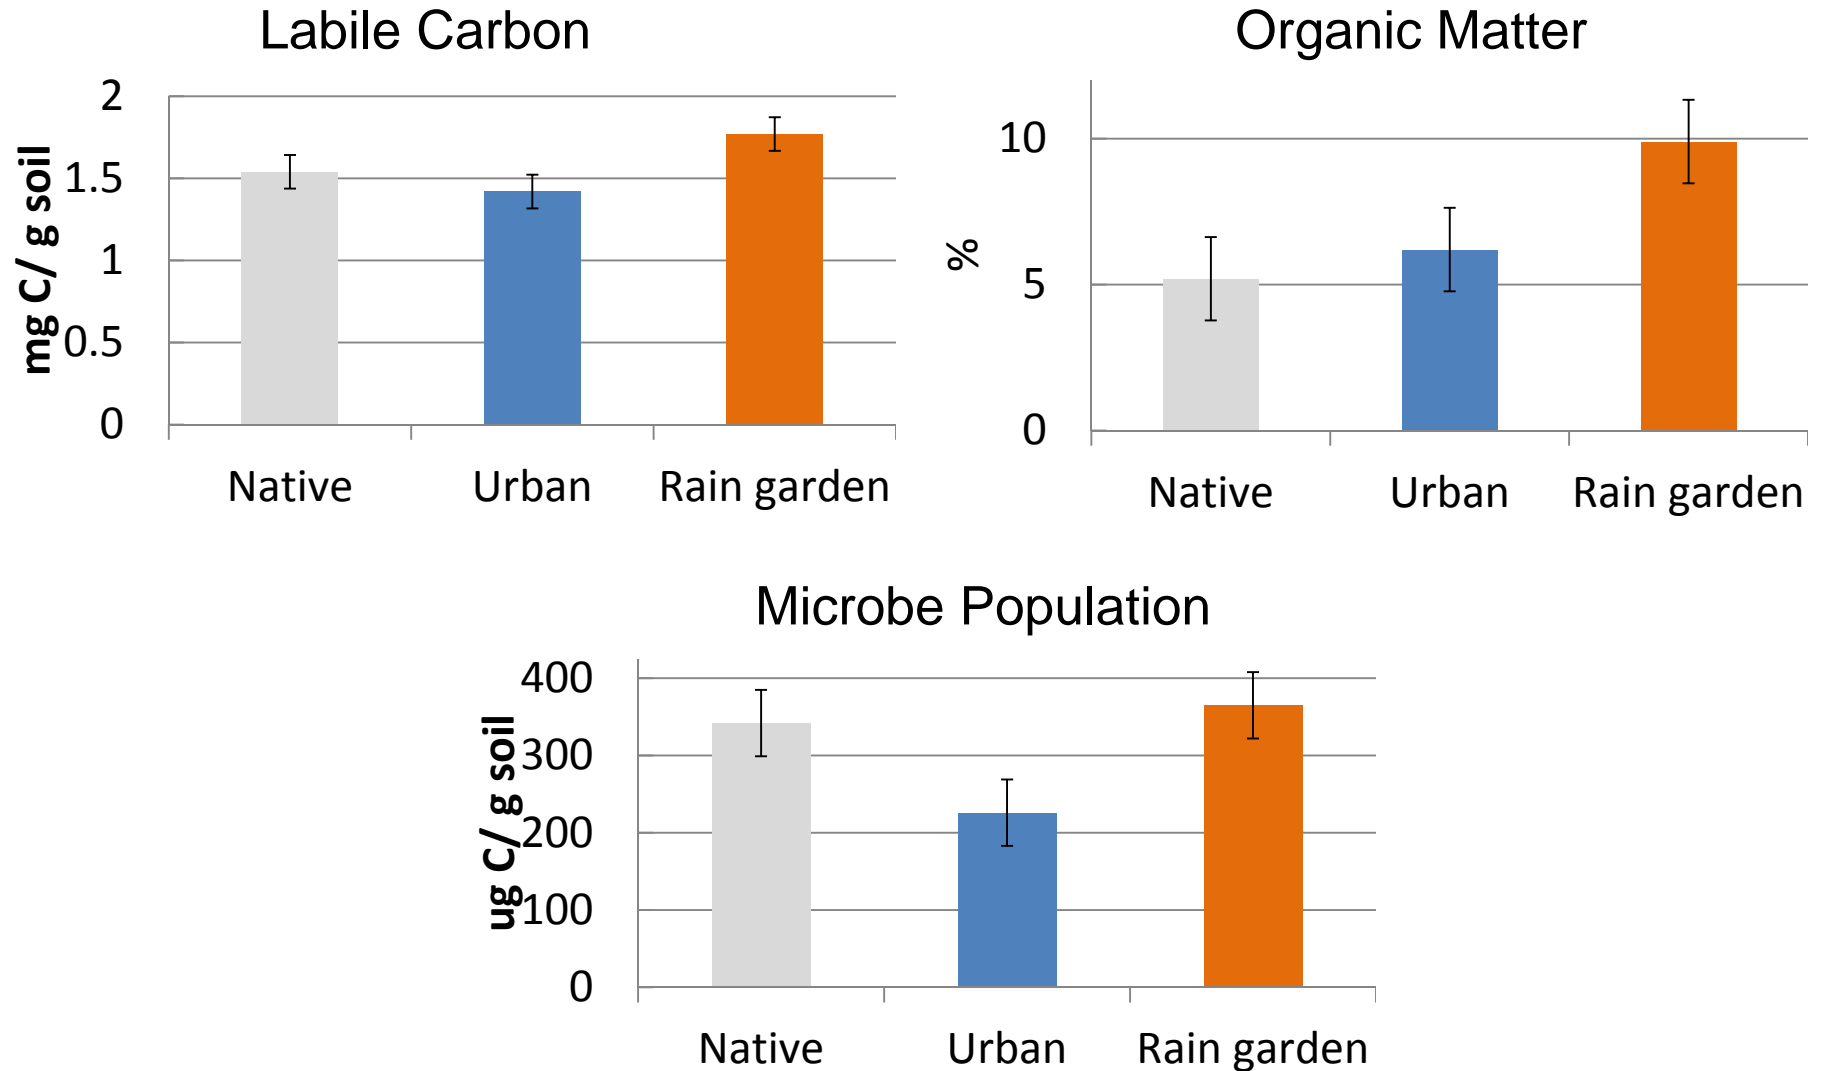 Labile Carbon
mg C/ g soil
2
1.5
1
0.5
0
Native Urban Rain garden
Organic Matter
%
10
5
0
Native Urban Rain garden
Microbe Population
ug C/ g soil
400
300
200
100
0
Native Urban Rain garden